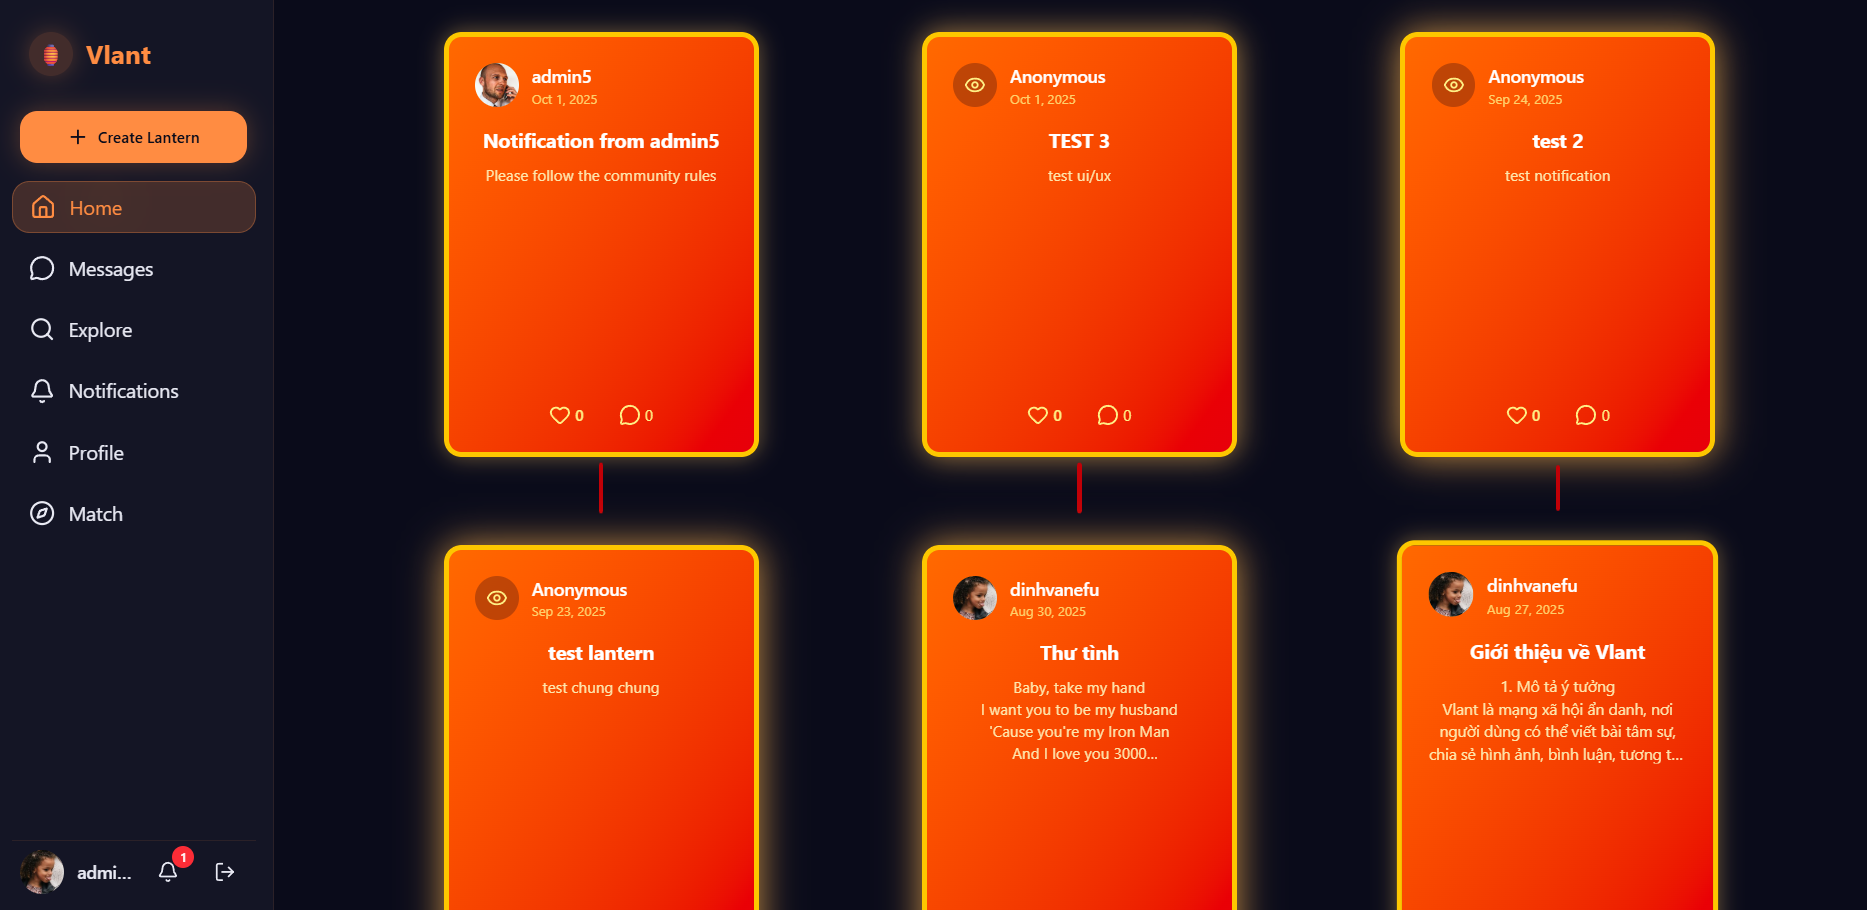 Vlant
Create Lantern
Home
Messages
Explore
Notifications
Profile
Match
admi...
1
admin5
Oct 1, 2025
Notification from admin5
Please follow the community rules
0
0
Anonymous
Oct 1, 2025
TEST 3
test ui/ux
0
0
Anonymous
Sep 24, 2025
test 2
test notification
0
0
Anonymous
Sep 23, 2025
test lantern
test chung chung
dinhvanefu
Aug 30, 2025
Thư tình
Baby, take my hand
I want you to be my husband
'Cause you're my Iron Man
And I love you 3000...
dinhvanefu
Aug 27, 2025
Giới thiệu về Vlant
1. Mô tả ý tưởng
Vlant là mạng xã hội ẩn danh, nơi
người dùng có thể viết bài tâm sự,
chia sẻ hình ảnh, bình luận, tương t...